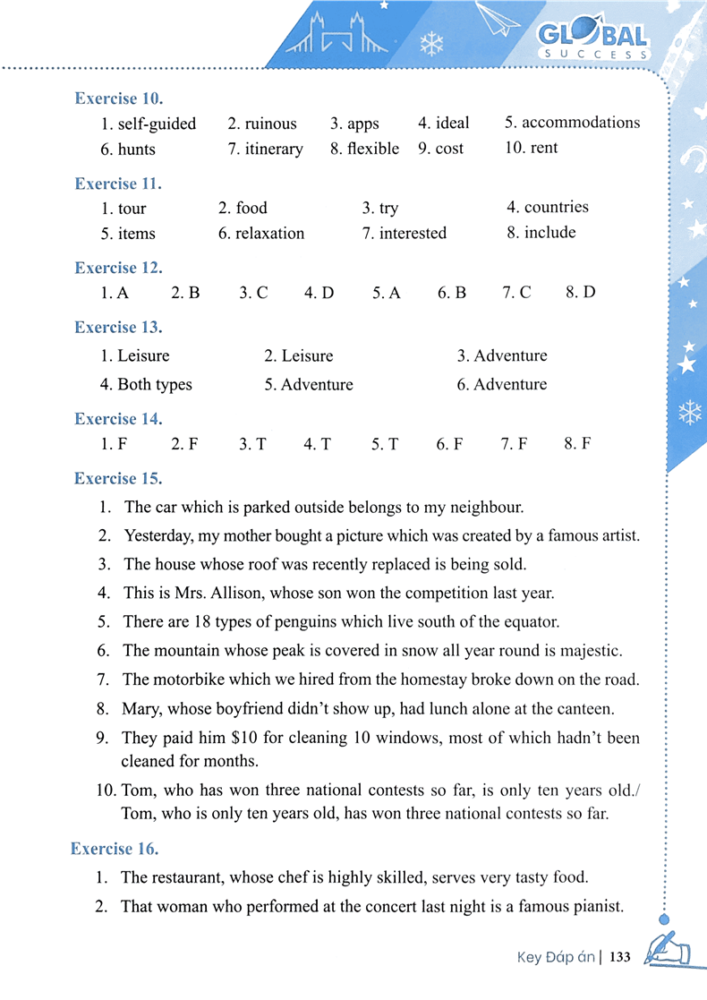 GLOBAL
SUCCESS
Exercise 10.
1. self-guided 2. ruinous 3. apps 4. ideal 5. accommodations
6. hunts 7. itinerary 8. flexible 9. cost 10. rent
Exercise 11.
1. tour 2. food 3. try 4. countries
5. items 6. relaxation 7. interested 8. include
Exercise 12.
1. A 2. B 3. C 4. D 5. A 6. B 7. C 8. D
Exercise 13.
1. Leisure 2. Leisure 3. Adventure
4. Both types 5. Adventure 6. Adventure
Exercise 14.
1. F 2. F 3. T 4. T 5. T 6. F 7. F 8. F
Exercise 15.
1. The car which is parked outside belongs to my neighbour.
2. Yesterday, my mother bought a picture which was created by a famous artist.
3. The house whose roof was recently replaced is being sold.
4. This is Mrs. Allison, whose son won the competition last year.
5. There are 18 types of penguins which live south of the equator.
6. The mountain whose peak is covered in snow all year round is majestic.
7. The motorbike which we hired from the homestay broke down on the road.
8. Mary, whose boyfriend didn't show up, had lunch alone at the canteen.
9. They paid him $10 for cleaning 10 windows, most of which hadn't been
cleaned for months.
10. Tom, who has won three national contests so far, is only ten years old./
Tom, who is only ten years old, has won three national contests so far.
Exercise 16.
1. The restaurant, whose chef is highly skilled, serves very tasty food.
2. That woman who performed at the concert last night is a famous pianist.
Key Đáp án | 133